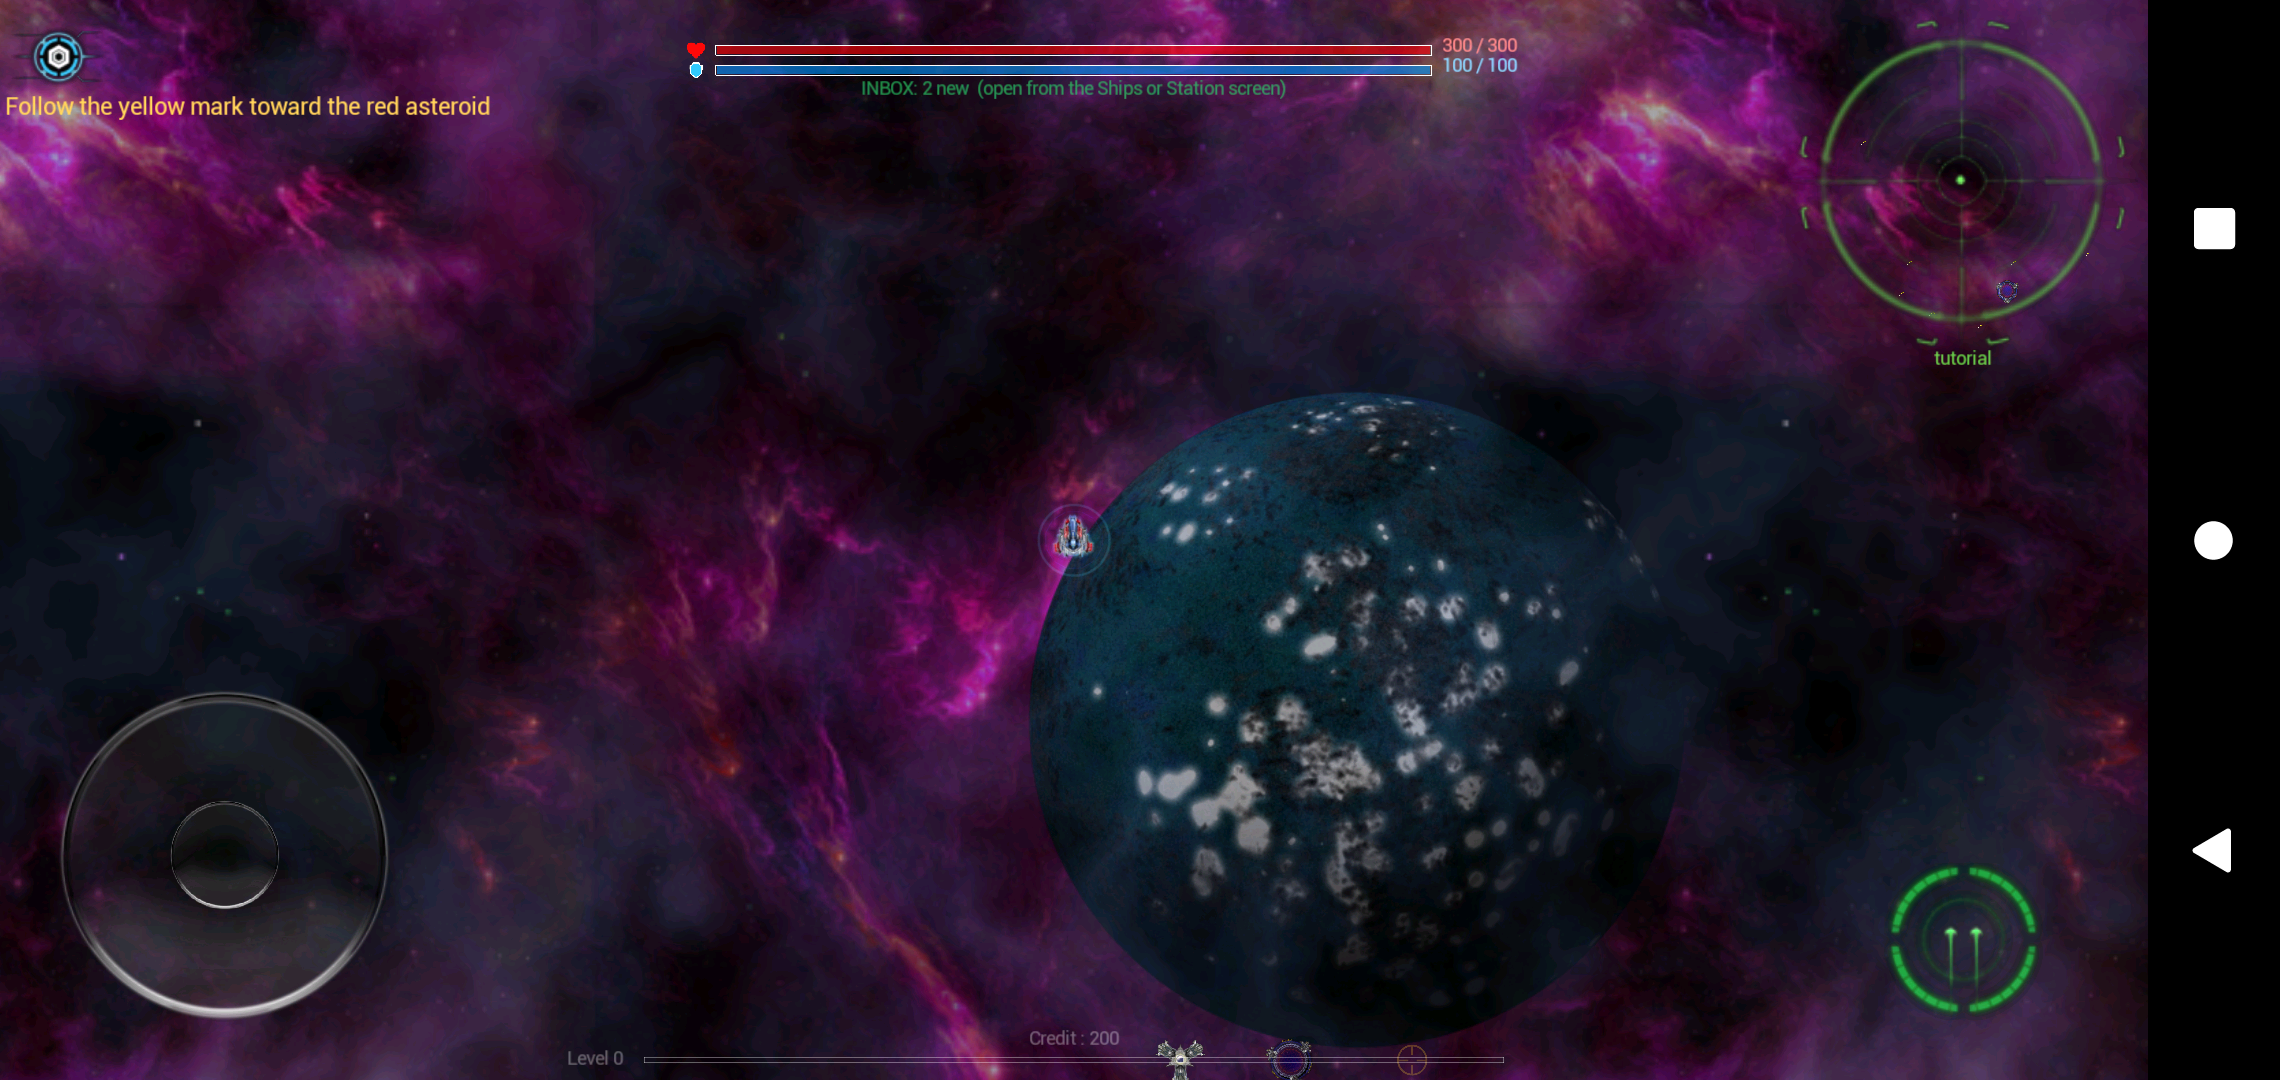 300 / 300
100 / 100
INBOX: 2 new (open from the Ships or Station screen)
Follow the yellow mark toward the red asteroid
tutorial
Credit : 200
Level 0